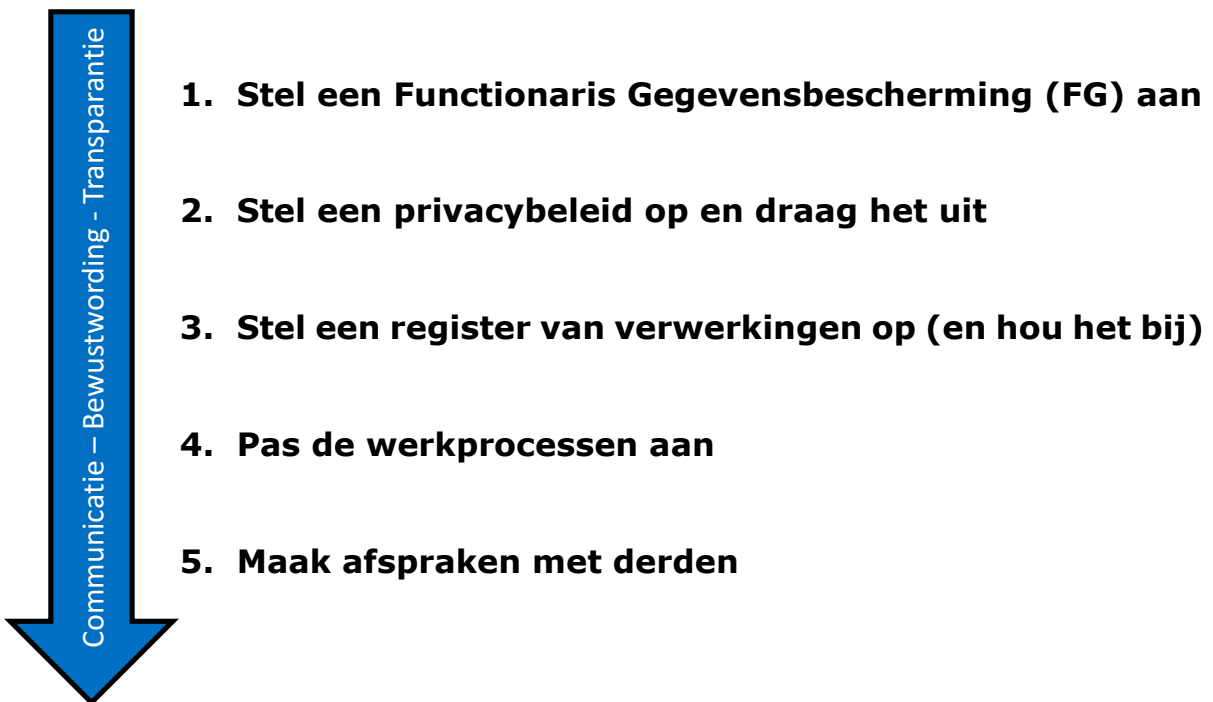 Communicatie – Bewustwording - Transparantie
1. Stel een Functionaris Gegevensbescherming (FG) aan
2. Stel een privacybeleid op en draag het uit
3. Stel een register van verwerkingen op (en hou het bij)
4. Pas de werkprocessen aan
5. Maak afspraken met derden